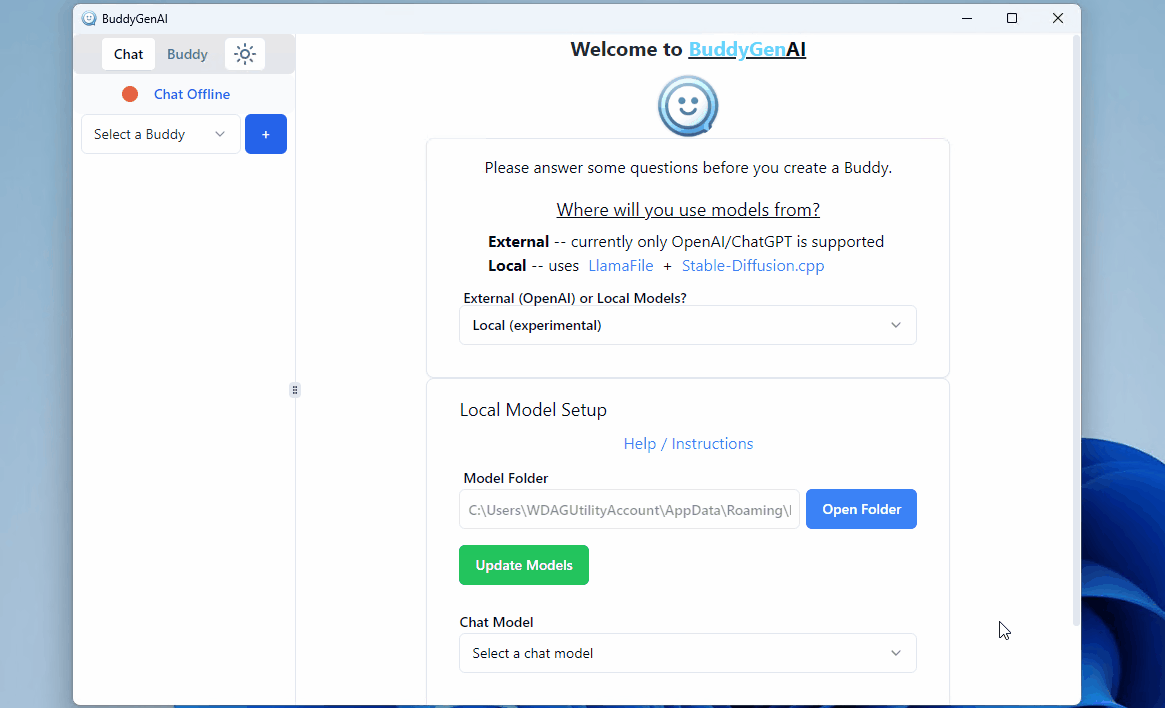 BuddyGenAI
Chat Buddy
Chat Offline
Select a Buddy +
Welcome to BuddyGenAI
Please answer some questions before you create a Buddy.
Where will you use models from?
External -- currently only OpenAI/ChatGPT is supported
Local -- uses LlamaFile + Stable-Diffusion.cpp
External (OpenAI) or Local Models?
Local (experimental)
Local Model Setup
Help / Instructions
Model Folder
C:\Users\WDAGUtilityAccount\AppData\Roaming\ Open Folder
Update Models
Chat Model
Select a chat model